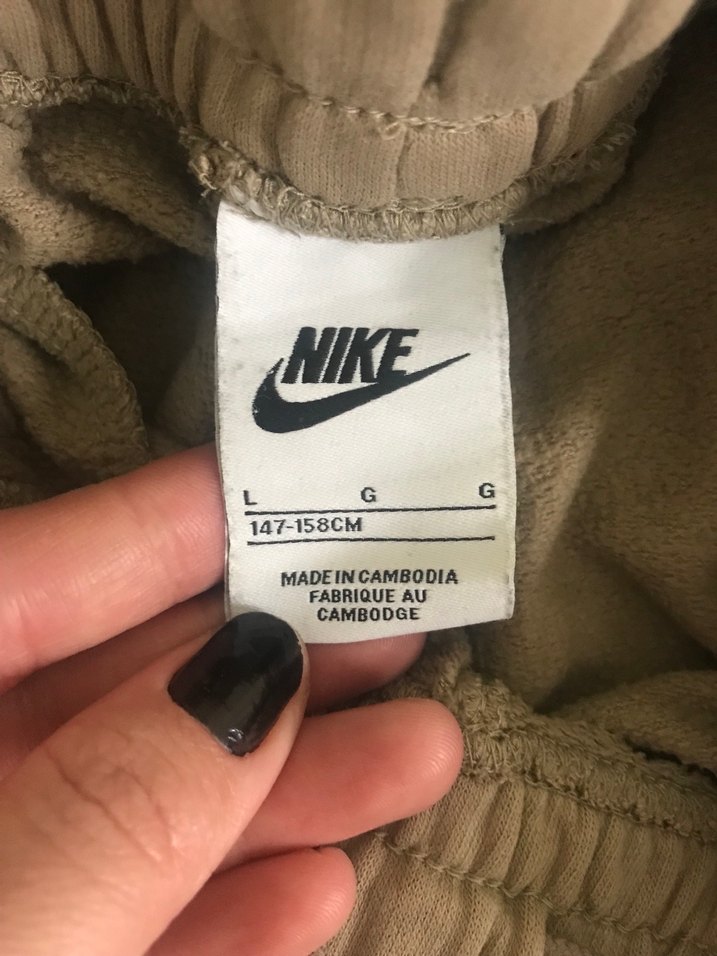 NIKE
L G G
147-158CM
MADE IN CAMBODIA
FABRIQUE AU
CAMBODGE